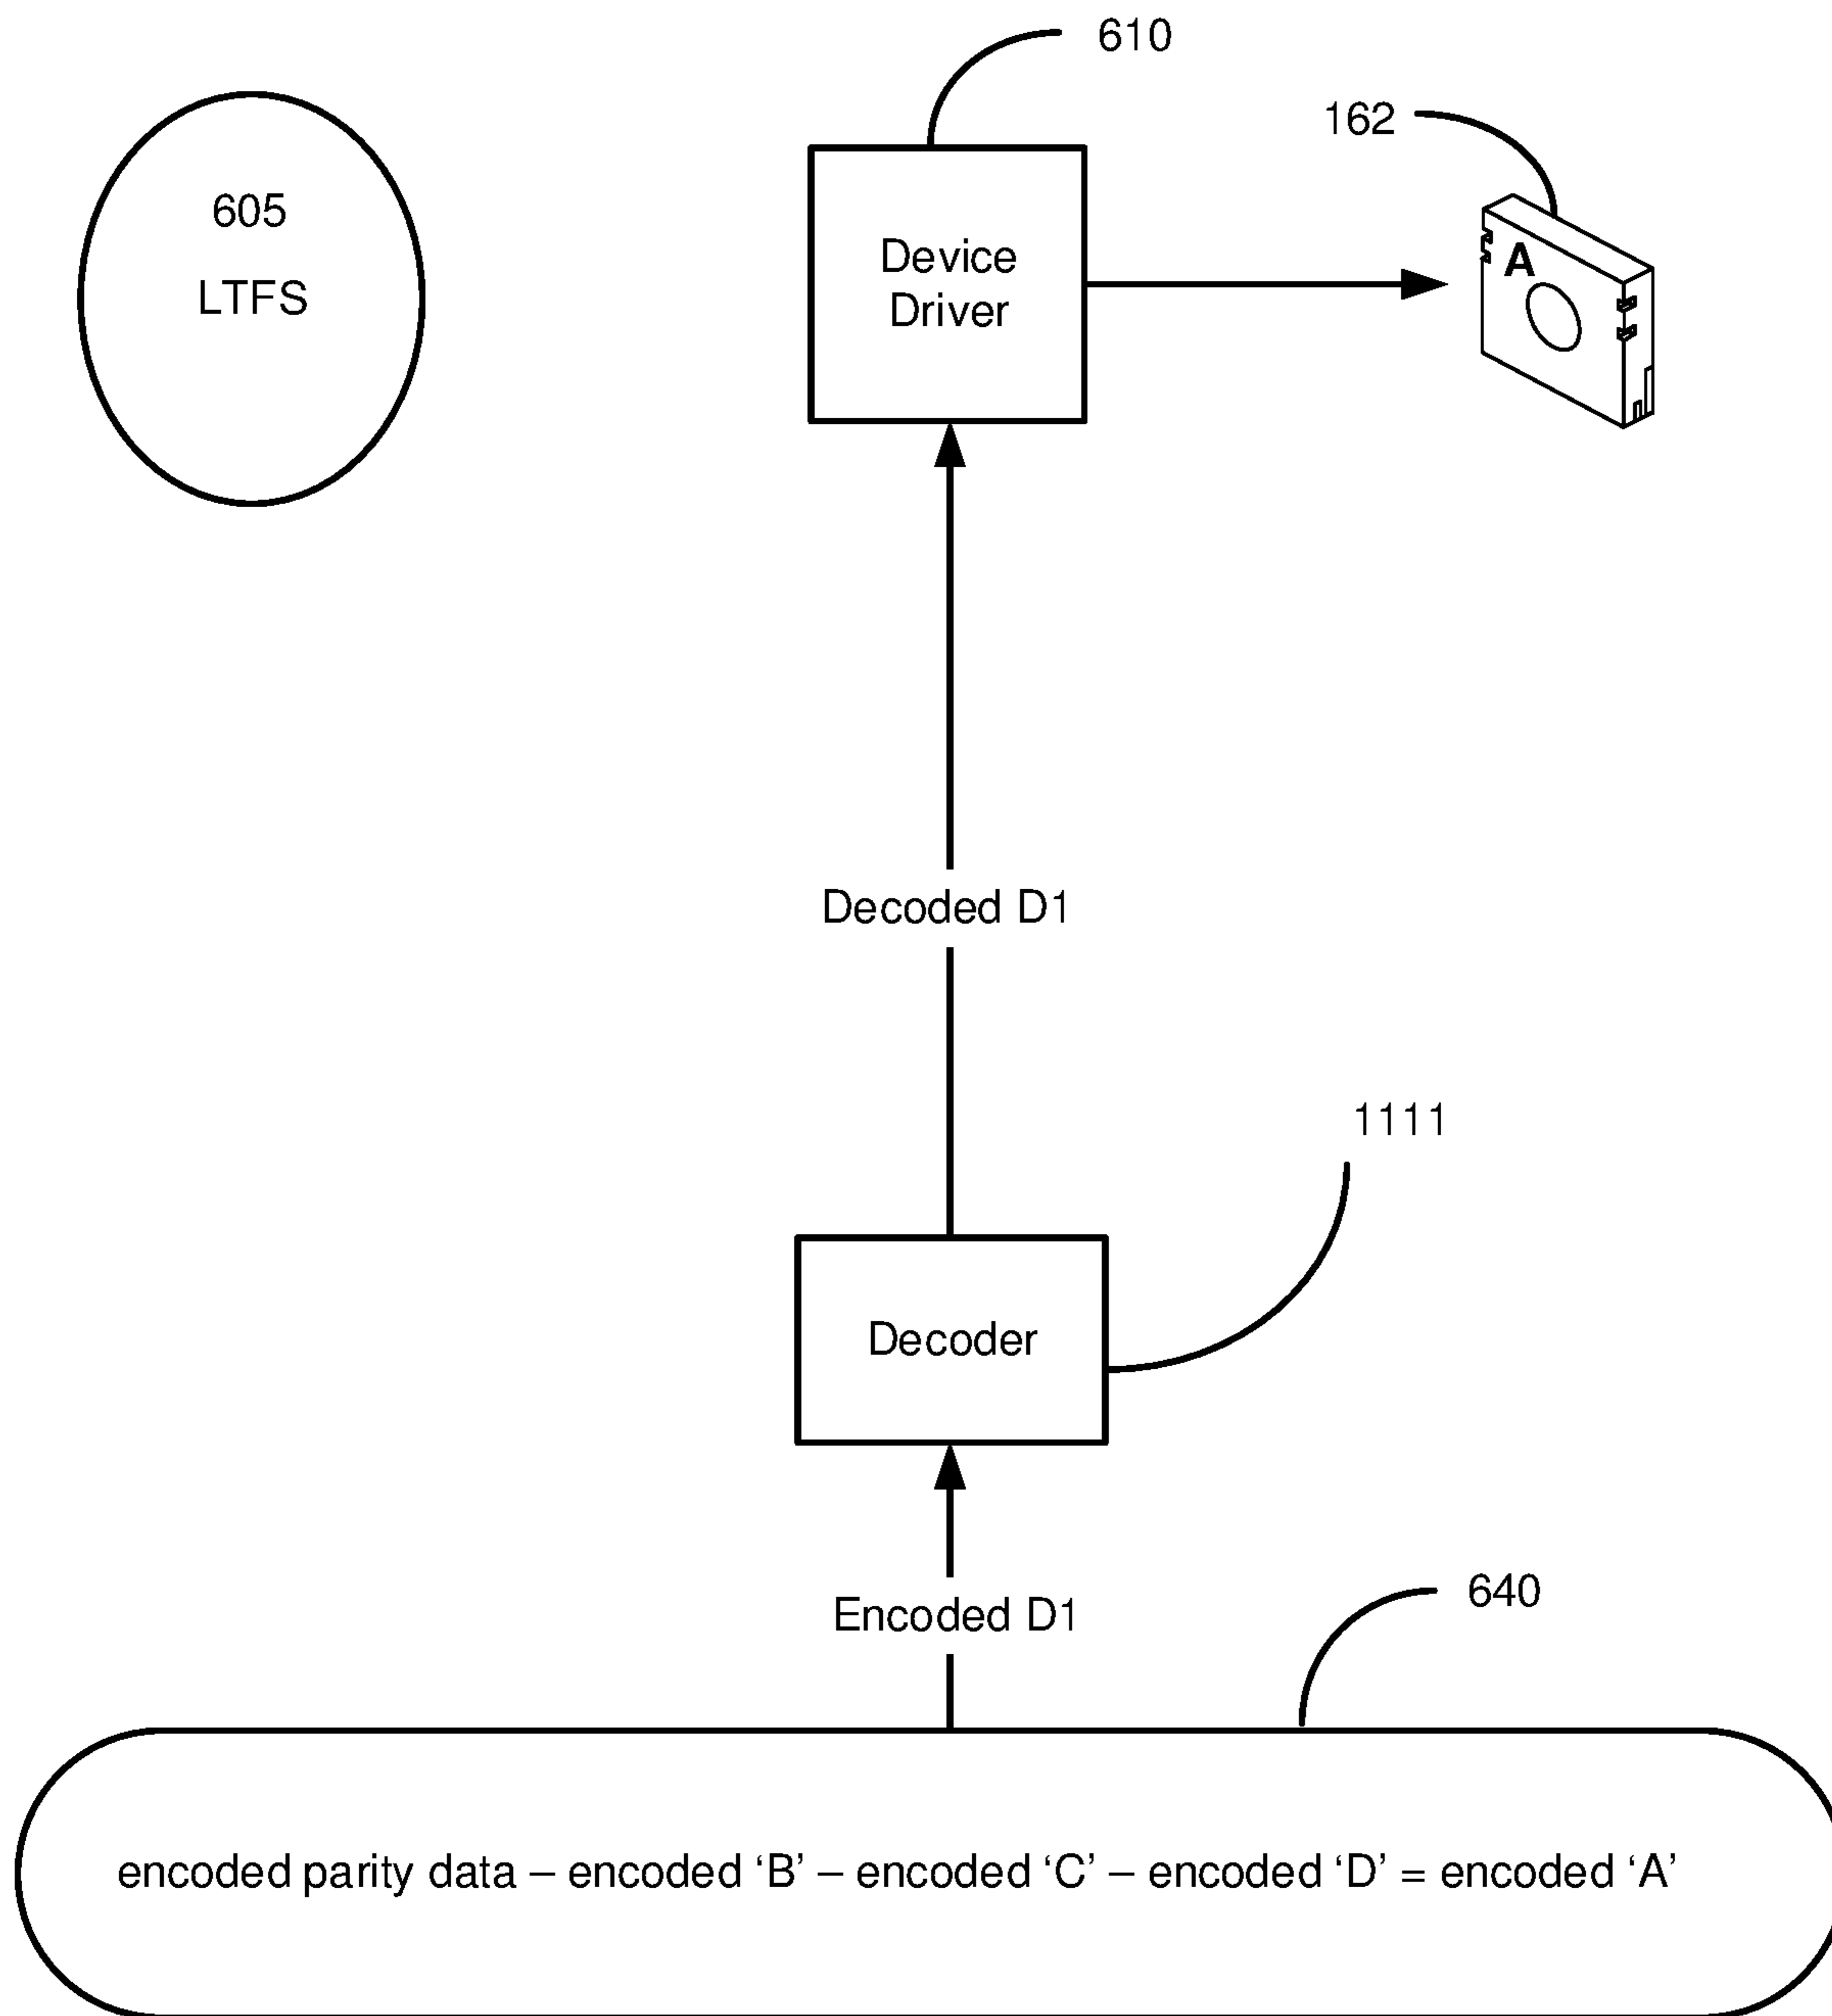 610
162
605
LTFS
Device
Driver
A
Decoded D1
1111
Decoder
640
Encoded D1
encoded parity data – encoded ‘B’ – encoded ‘C’ – encoded ‘D’ = encoded ‘A’